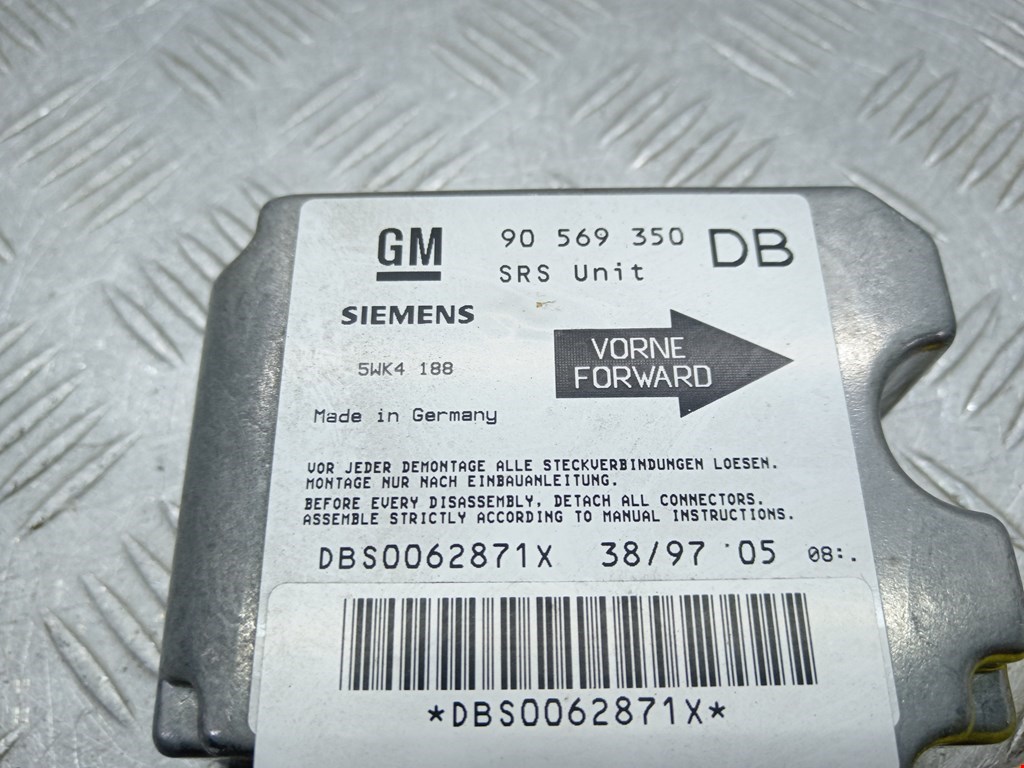 GM 90 569 350 DB
SRS Unit
SIEMENS
VORNE
FORWARD
5WK4 188
Made in Germany
VOR JEDER DEMONTAGE ALLE STECKVERBINDUNGEN LOESEN.
MONTAGE NUR NACH EINBAUANLEITUNG.
BEFORE EVERY DISASSEMBLY, DETACH ALL CONNECTORS.
ASSEMBLE STRICTLY ACCORDING TO MANUAL INSTRUCTIONS.
DBS0062871X 38/97 05 08:.
*DBS0062871X*